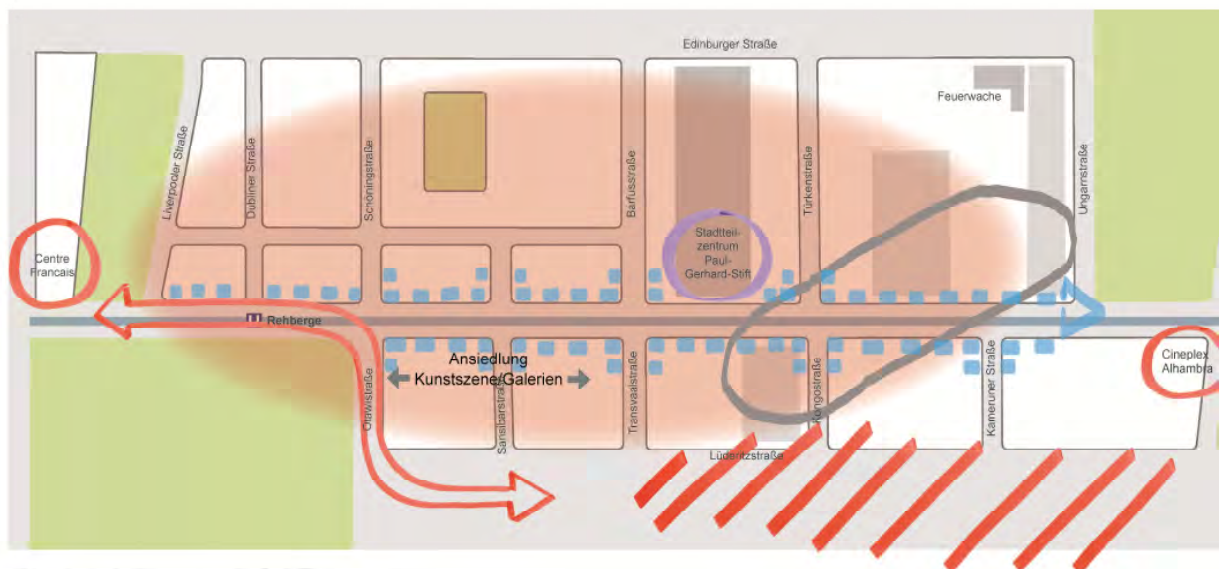 Edinburger Straße
Feuerwache
Liverpooler Straße
Dubliner Straße
Schöningstraße
Barfusstraße
Türkenstraße
Ungarnstraße
Centre
Francais
Stadtteil-
zentrum
Paul-
Gerhard-Stift
U Rehberge
Ansiedlung
Kunstszene/Galerien
Cineplex
Alhambra
Otawistraße
Sansibarstraße
Transvaalstraße
Kongostraße
Kameruner Straße
Lüderitzstraße